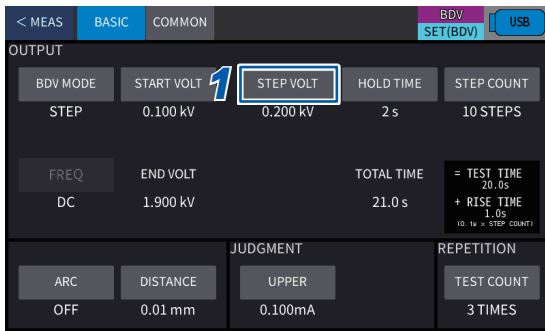 < MEAS BASIC COMMON BDV SET(BDV) USB
OUTPUT
BDV MODE START VOLT 1 STEP VOLT HOLD TIME STEP COUNT
STEP 0.100 kV 0.200 kV 2 s 10 STEPS
FREQ END VOLT TOTAL TIME = TEST TIME
20.0s
DC 1.900 kV 21.0 s + RISE TIME
1.0s
(0.1s × STEP COUNT)
JUDGMENT REPETITION
ARC DISTANCE UPPER TEST COUNT
OFF 0.01 mm 0.100mA 3 TIMES